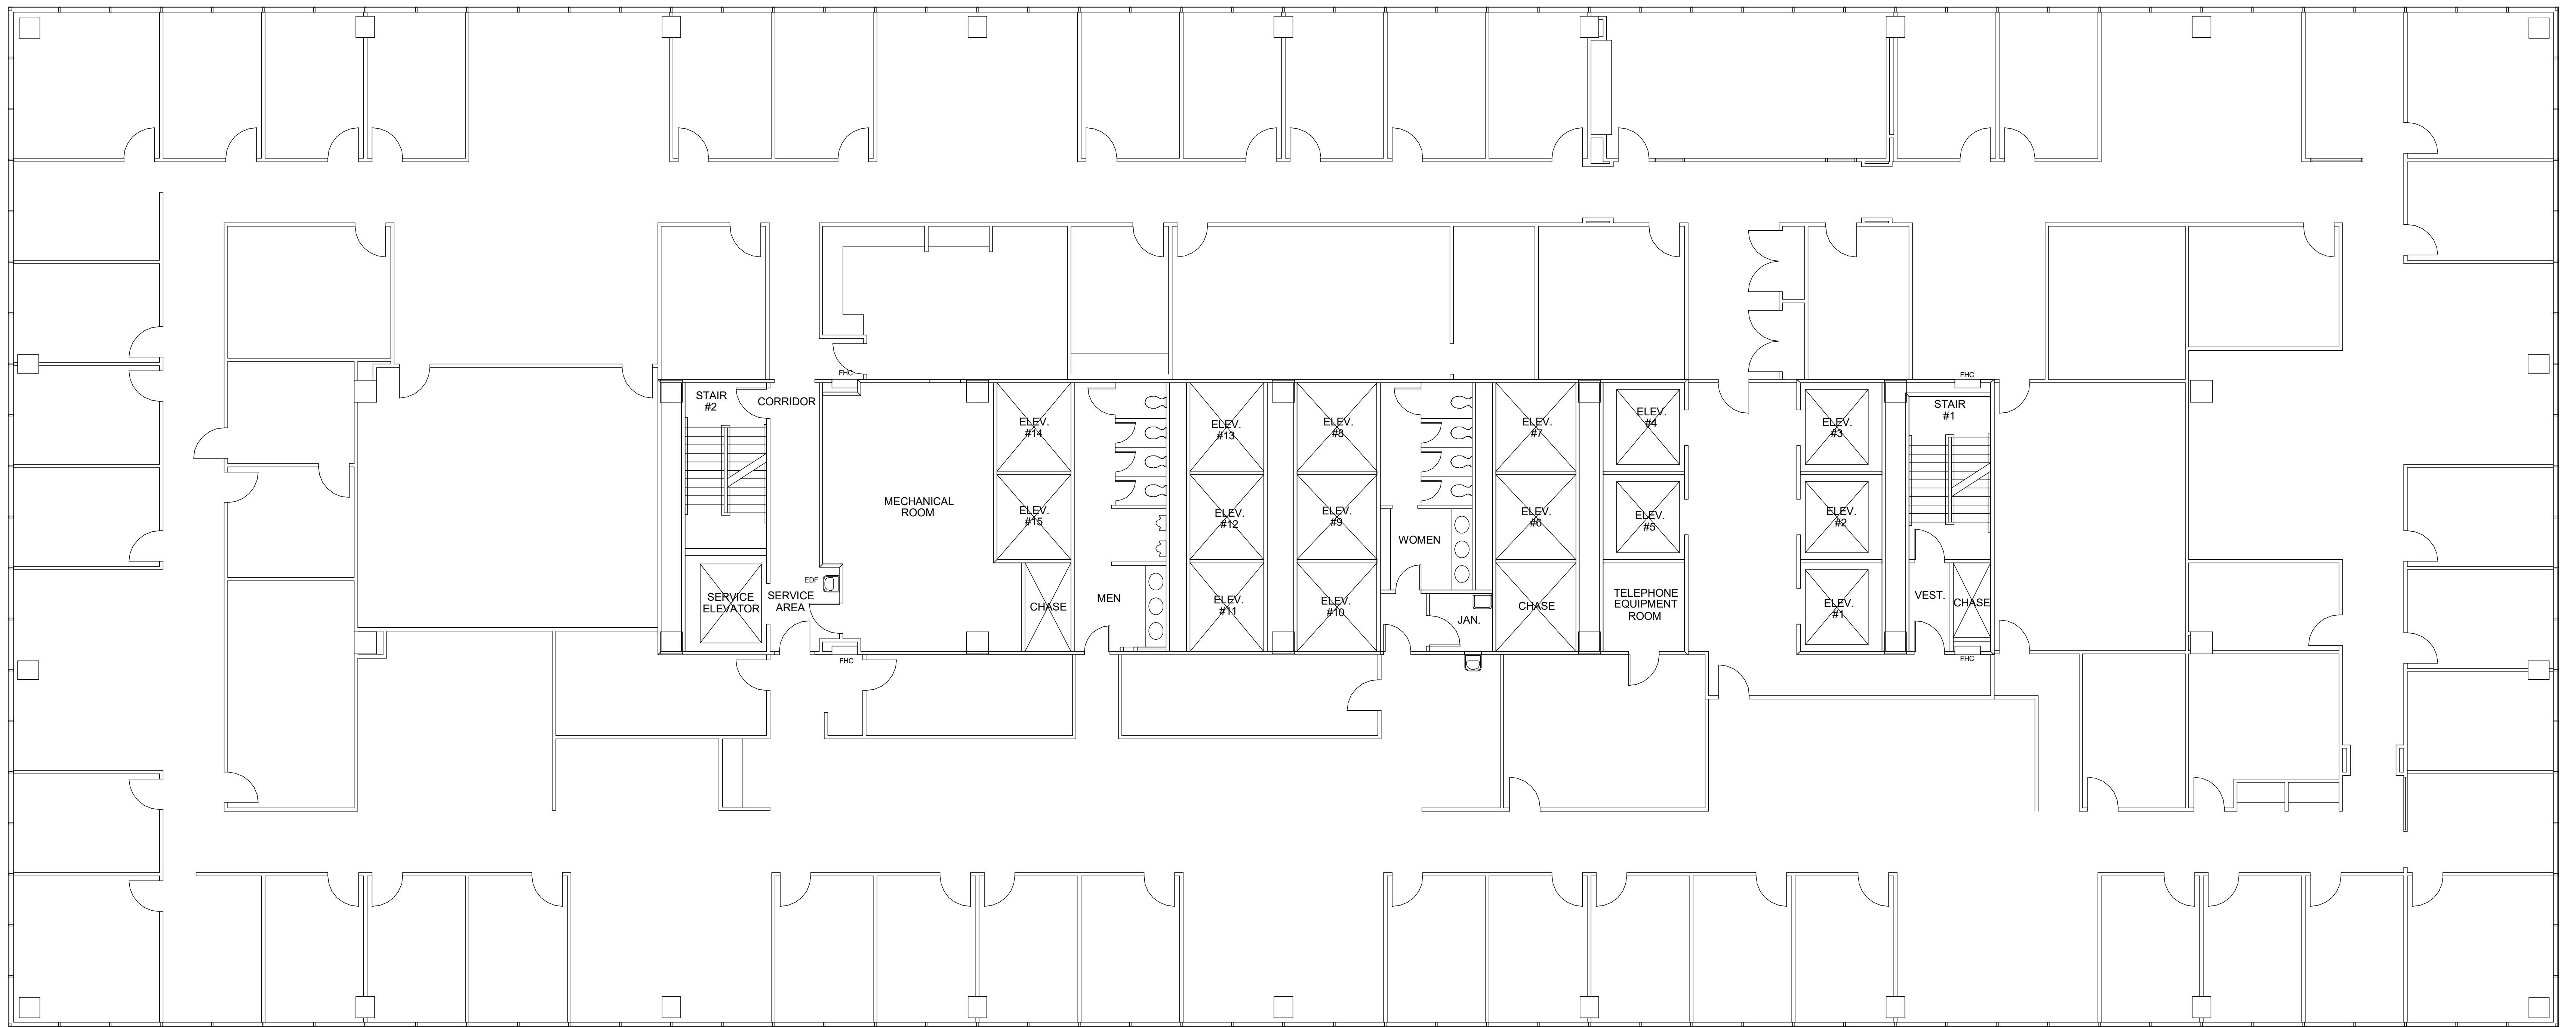 FHC
FHC
STAIR
#2
CORRIDOR
STAIR
#1
ELEV.
#14
ELEV.
#13
ELEV.
#8
ELEV.
#7
ELEV.
#4
ELEV.
#3
MECHANICAL
ROOM
ELEV.
#15
ELEV.
#12
ELEV.
#9
ELEV.
#6
ELEV.
#5
ELEV.
#2
WOMEN
EDF
SERVICE
ELEVATOR
SERVICE
AREA
CHASE
MEN
ELEV.
#11
ELEV.
#10
JAN.
CHASE
TELEPHONE
EQUIPMENT
ROOM
ELEV.
#1
VEST.
CHASE
FHC
FHC